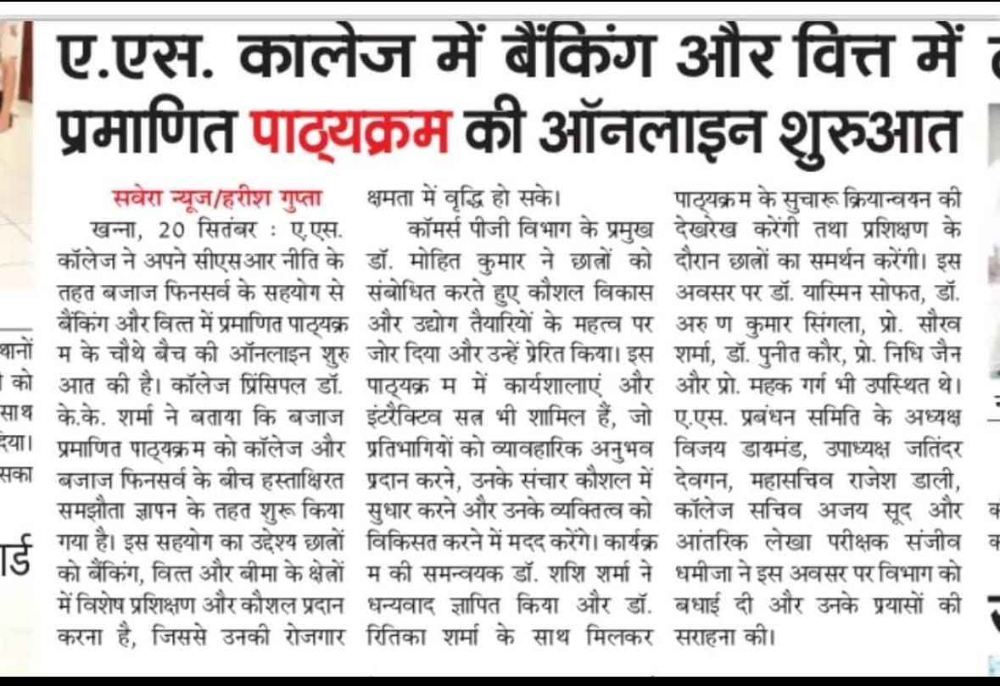 ए.एस. कालेज में बैंकिंग और वित्त में
प्रमाणित पाठ्यक्रम की ऑनलाइन शुरुआत
सवेरा न्यूज/हरीश गुप्ता
खन्ना, 20 सितंबर : ए.एस.
कॉलेज ने अपने सीएसआर नीति के
तहत बजाज फिनसर्व के सहयोग से
बैंकिंग और वित्त में प्रमाणित पाठ्यक्र
म के चौथे बैच की ऑनलाइन शुरु
आत की है। कॉलेज प्रिंसिपल डॉ.
के.के. शर्मा ने बताया कि बजाज
प्रमाणित पाठ्यक्रम को कॉलेज और
बजाज फिनसर्व के बीच हस्ताक्षिरत
समझौता ज्ञापन के तहत शुरू किया
गया है। इस सहयोग का उद्देश्य छात्रों
को बैंकिंग, वित्त और बीमा के क्षेत्रों
में विशेष प्रशिक्षण और कौशल प्रदान
करना है, जिससे उनकी रोजगार
क्षमता में वृद्धि हो सके।
कॉमर्स पीजी विभाग के प्रमुख
डॉ. मोहित कुमार ने छात्रों को
संबोधित करते हुए कौशल विकास
और उद्योग तैयारियों के महत्व पर
जोर दिया और उन्हें प्रेरित किया। इस
पाठ्यक्र म में कार्यशालाएं और
इंटरैक्टिव सत्र भी शामिल हैं, जो
प्रतिभागियों को व्यावहारिक अनुभव
प्रदान करने, उनके संचार कौशल में
सुधार करने और उनके व्यक्तित्व को
विकिसत करने में मदद करेंगे। कार्यक्र
म की समन्वयक डॉ. शशि शर्मा ने
धन्यवाद ज्ञापित किया और डॉ.
रितिका शर्मा के साथ मिलकर
पाठ्यक्रम के सुचारू क्रियान्वयन की
देखरेख करेंगी तथा प्रशिक्षण के
दौरान छात्रों का समर्थन करेंगी। इस
अवसर पर डॉ. यास्मिन सोफत, डॉ.
अरु ण कुमार सिंगला, प्रो. सौरव
शर्मा, डॉ. पुनीत कौर, प्रो. निधि जैन
और प्रो. महक गर्ग भी उपस्थित थे।
ए.एस. प्रबंधन समिति के अध्यक्ष
विजय डायमंड, उपाध्यक्ष जतिंदर
देवगन, महासचिव राजेश डाली,
कॉलेज सचिव अजय सूद और
आंतरिक लेखा परीक्षक संजीव
धमीजा ने इस अवसर पर विभाग को
बधाई दी और उनके प्रयासों की
सराहना की।